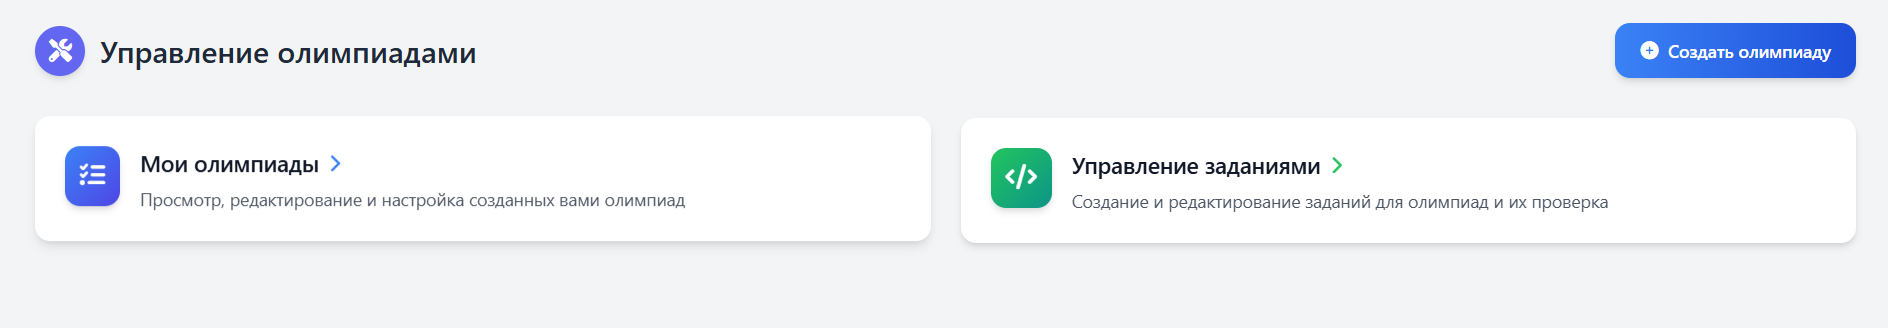 Управление олимпиадами
Создать олимпиаду
Мои олимпиады
Просмотр, редактирование и настройка созданных вами олимпиад
Управление заданиями
Создание и редактирование заданий для олимпиад и их проверка